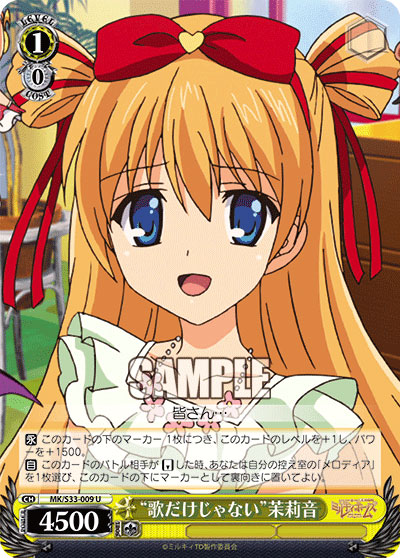 LEVEL
1
0
COST
SAMPLE
皆さん…
永 このカードの下のマーカー1枚につき、このカードのレベルを+1し、パワ
ーを+1500。
自 このカードのバトル相手が した時、あなたは自分の控え室の「メロディア」
を1枚選び、このカードの下にマーカーとして裏向きに置いてよい。
CH MK/S33-009 U
POWER
4500
“歌だけじゃない”茉莉音
©ミルキィTD製作委員会